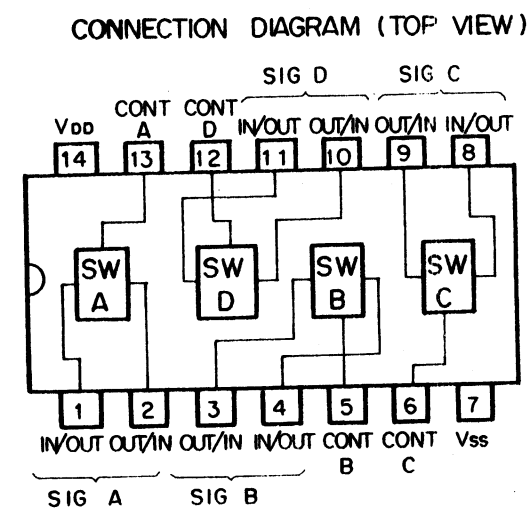 CONNECTION DIAGRAM (TOP VIEW)
SIG D SIG C
CONT CONT
VDD A D IN/OUT OUT/IN OUT/IN IN/OUT
14 13 12 11 10 9 8
SW SW SW SW
A D B C
1 2 3 4 5 6 7
IN/OUT OUT/IN OUT/IN IN/OUT CONT CONT VSS
B C
SIG A SIG B